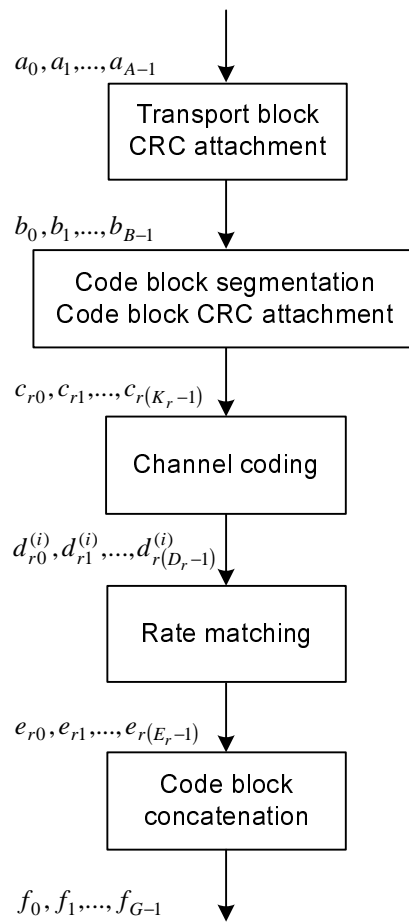 a_0, a_1,..., a_{A-1}
Transport block
CRC attachment
b_0, b_1,..., b_{B-1}
Code block segmentation
Code block CRC attachment
c_{r0}, c_{r1},..., c_{r(K_r-1)}
Channel coding
d_{r0}^{(i)}, d_{r1}^{(i)},..., d_{r(D_r-1)}^{(i)}
Rate matching
e_{r0}, e_{r1},..., e_{r(E_r-1)}
Code block
concatenation
f_0, f_1,..., f_{G-1}